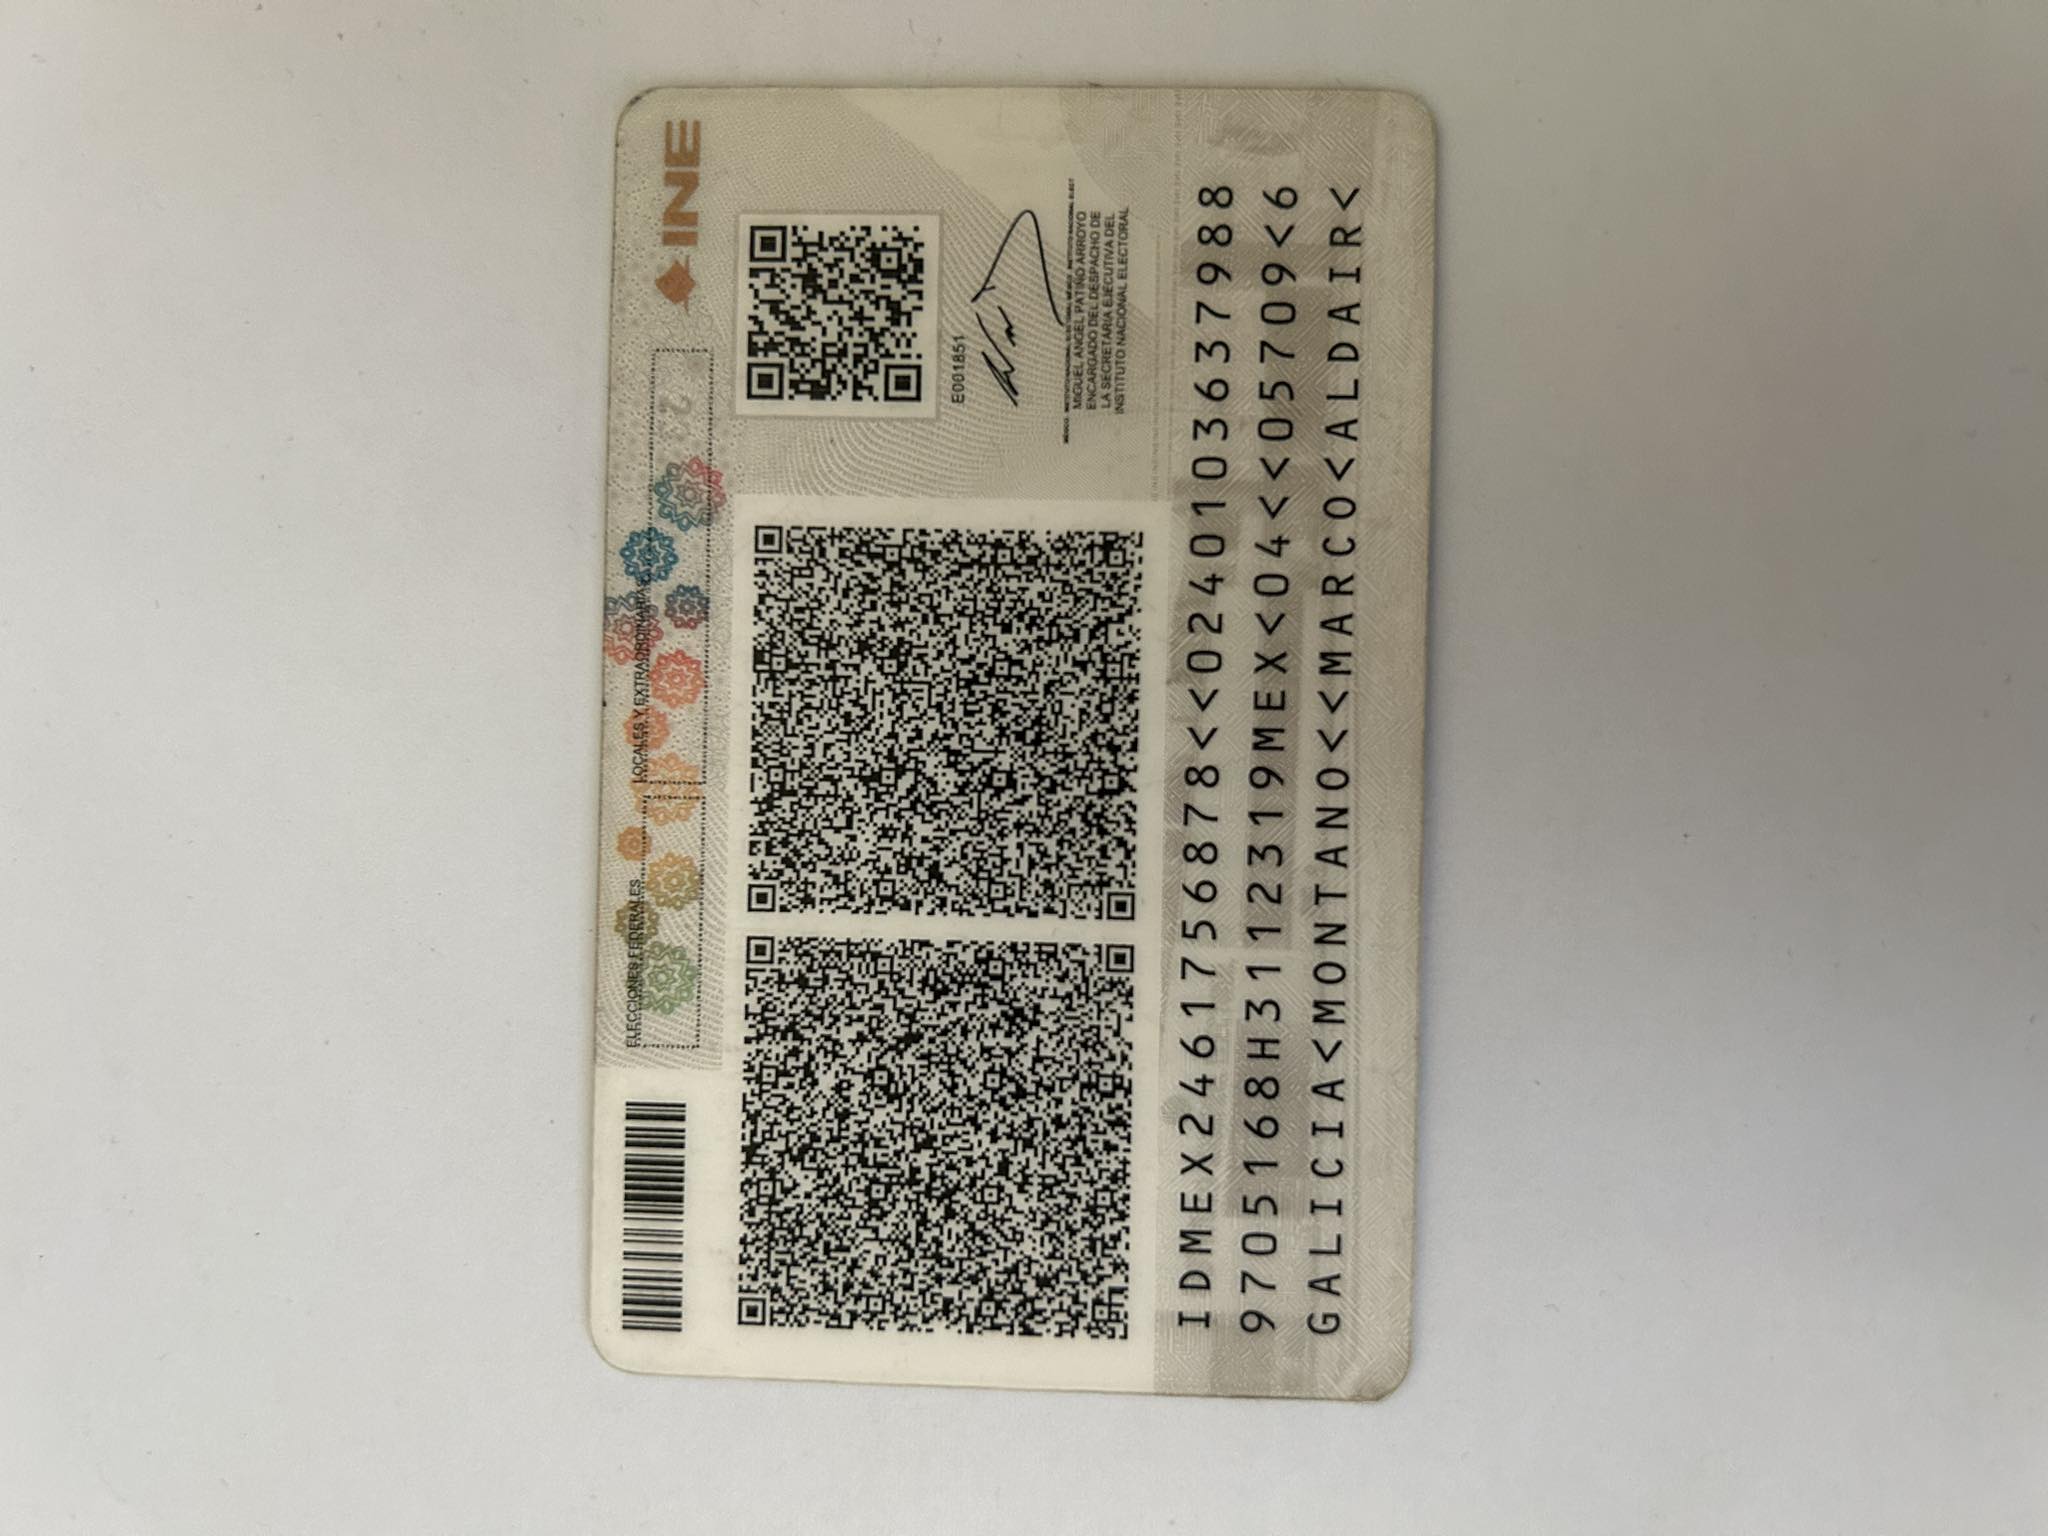 ELECCIONES FEDERALES
LOCALES Y EXTRAORDINARIAS
INE
E001851
MÉXICO . INSTITUTO NACIONAL ELECTORAL MÉXICO . INSTITUTO NACIONAL ELECT
MIGUEL ANGEL PATIÑO ARROYO
ENCARGADO DEL DESPACHO DE
LA SECRETARIA EJECUTIVA DEL
INSTITUTO NACIONAL ELECTORAL
IDMEX2461756878<<0240103637988
9705168H3112319MEX<04<<05709<6
GALICIA<MONTANO<<MARCO<ALDAIR<